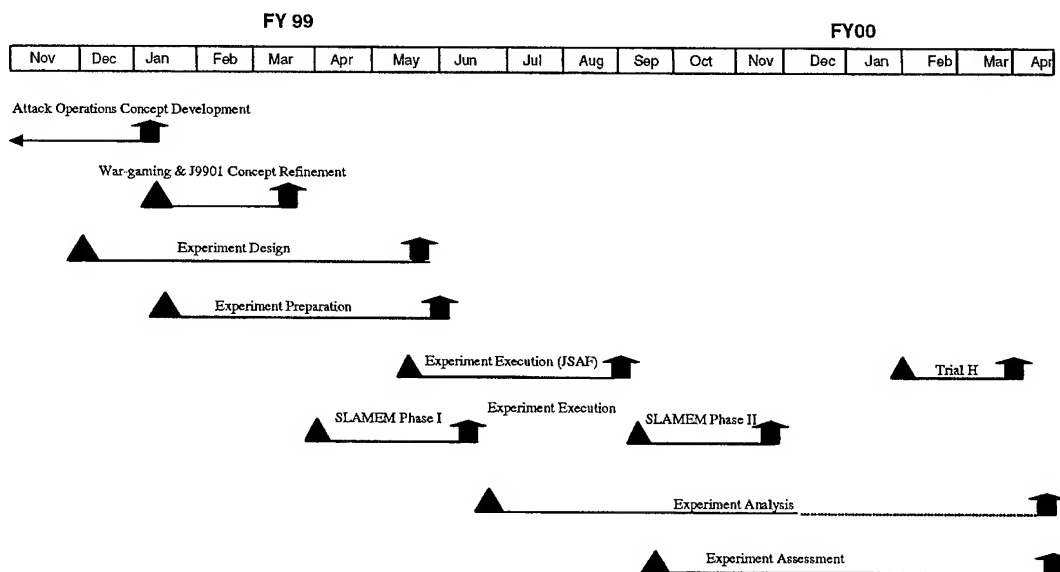 FY 99
FY00
Nov Dec Jan Feb Mar Apr May Jun Jul Aug Sep Oct Nov Dec Jan Feb Mar Apr
Attack Operations Concept Development
War-gaming & J9901 Concept Refinement
Experiment Design
Experiment Preparation
Experiment Execution (JSAF)
Trial H
SLAMEM Phase I
Experiment Execution
SLAMEM Phase II
Experiment Analysis
Experiment Assessment